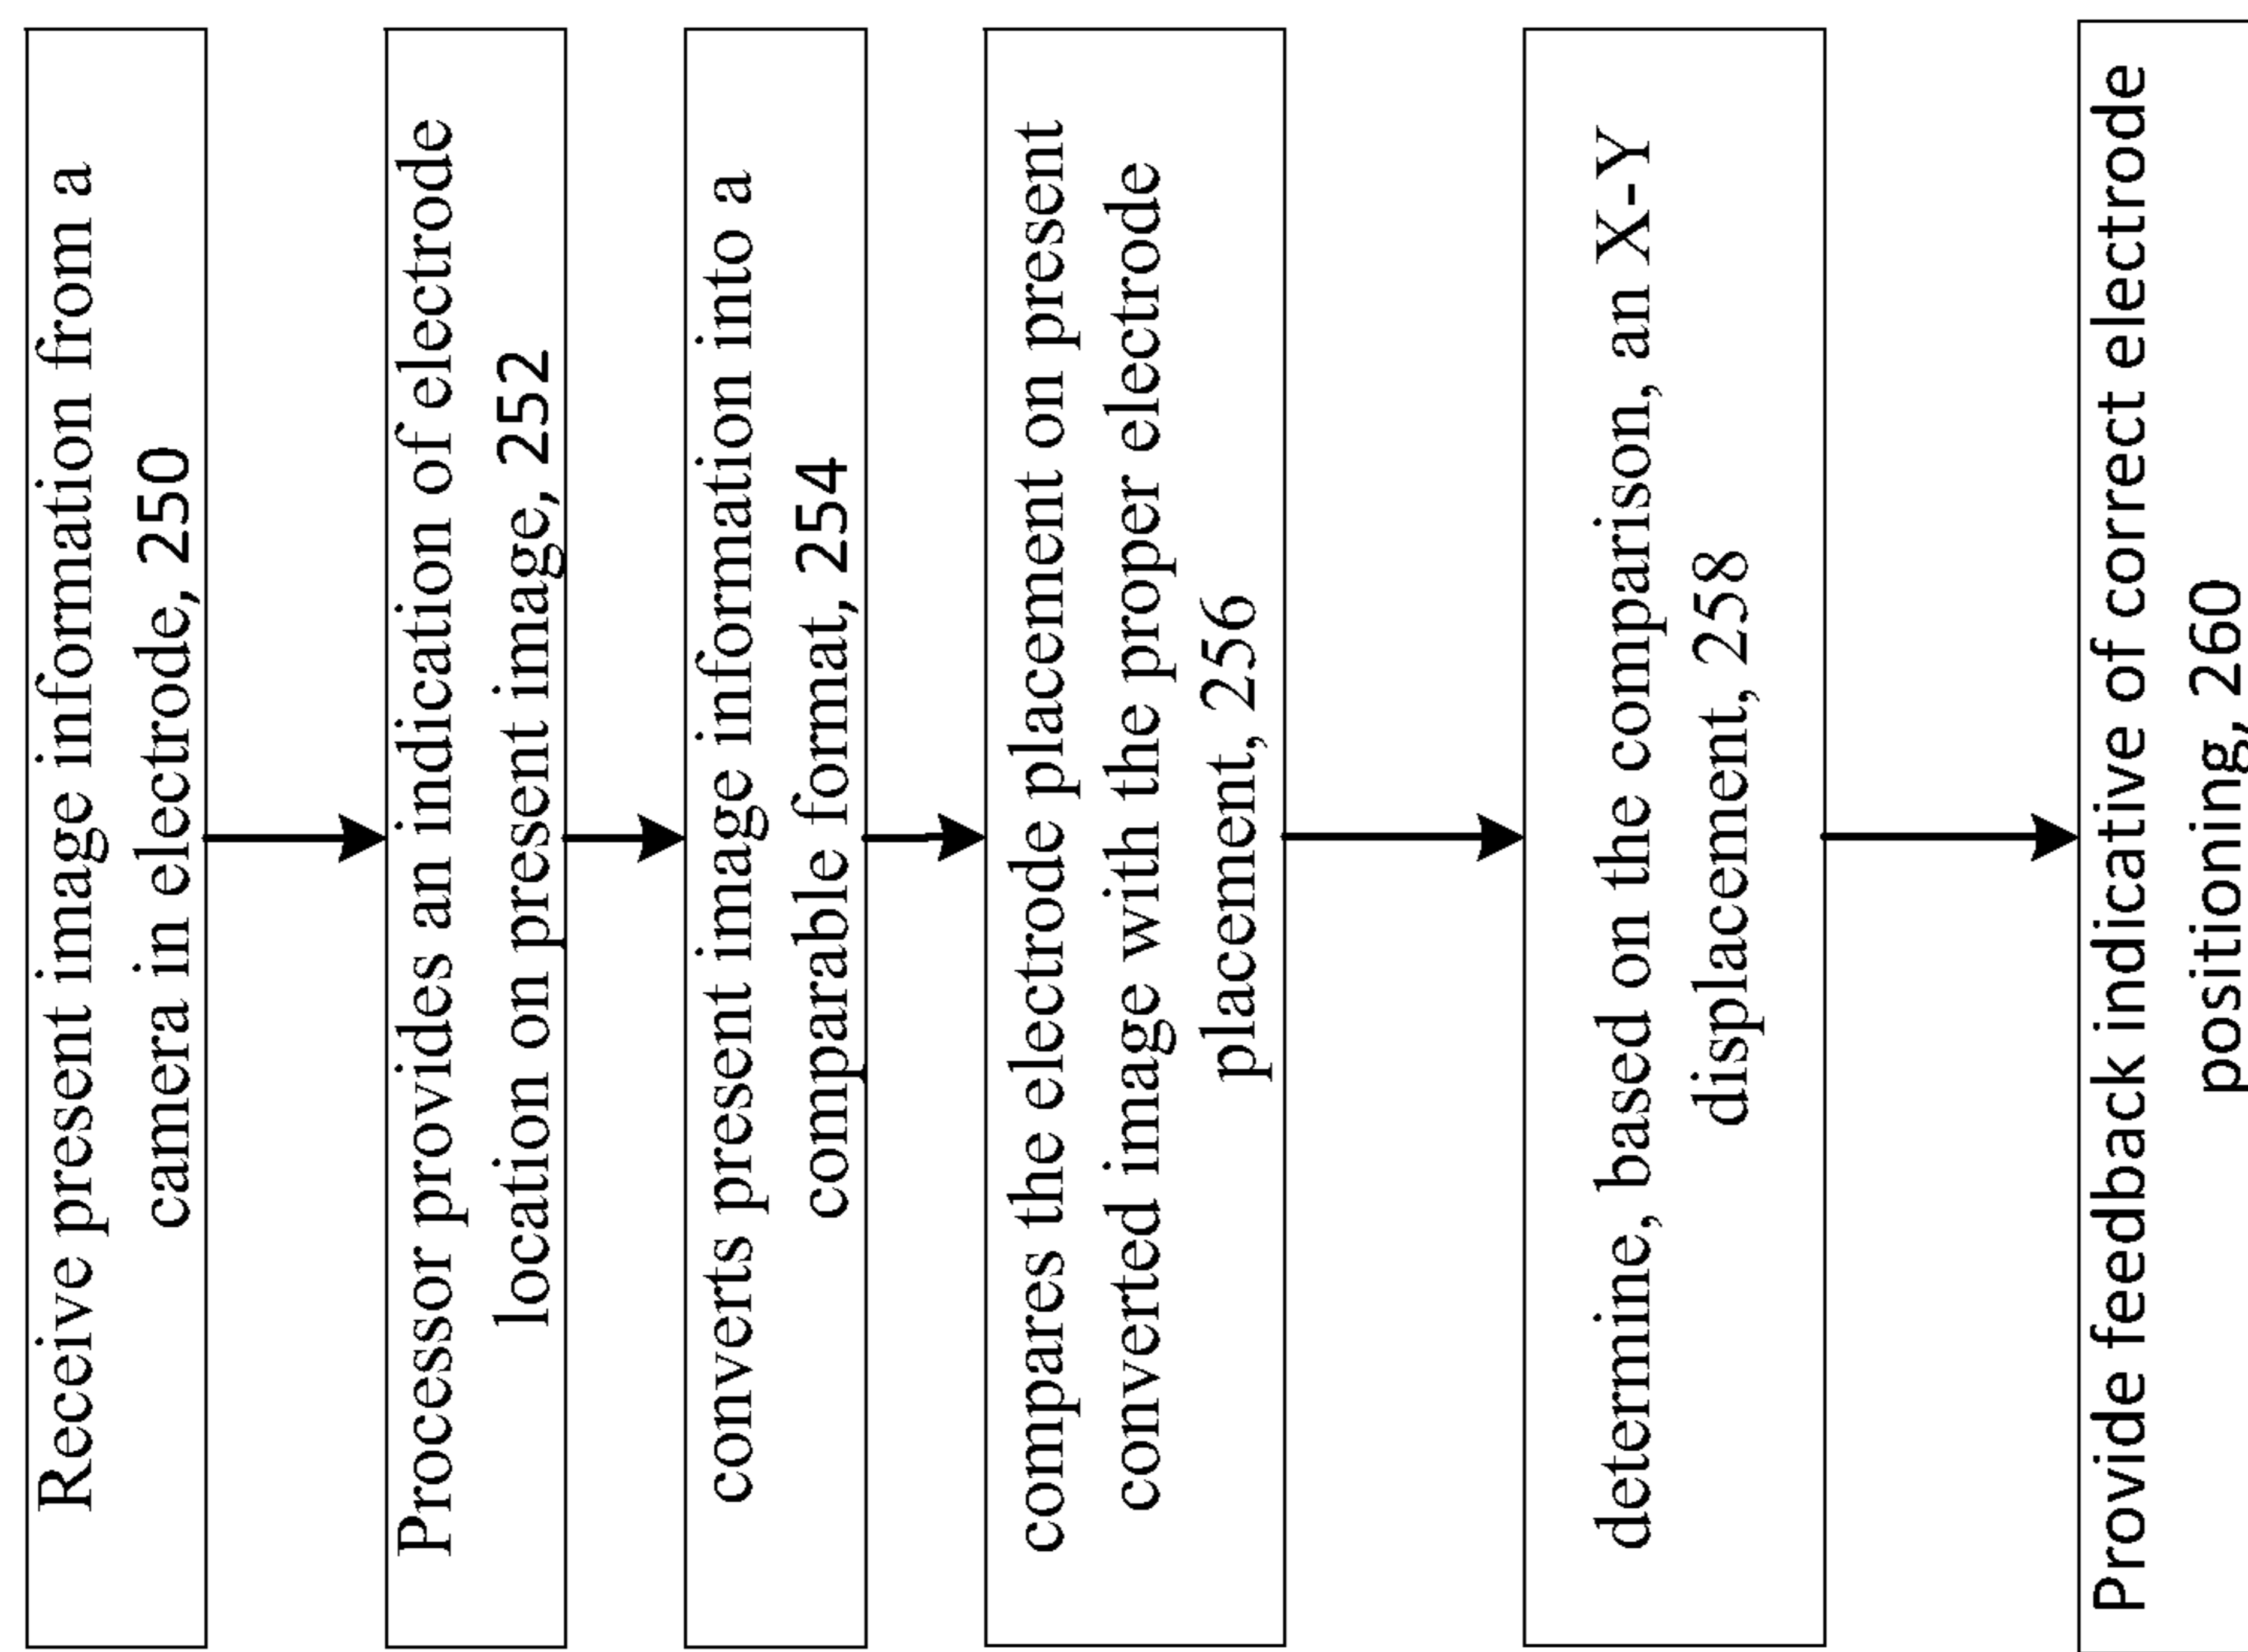 Receive present image information from a
camera in electrode, 250
Processor provides an indication of electrode
location on present image, 252
converts present image information into a
comparable format, 254
compares the electrode placement on present
converted image with the proper electrode
placement, 256
determine, based on the comparison, an X-Y
displacement, 258
Provide feedback indicative of correct electrode
positioning, 260